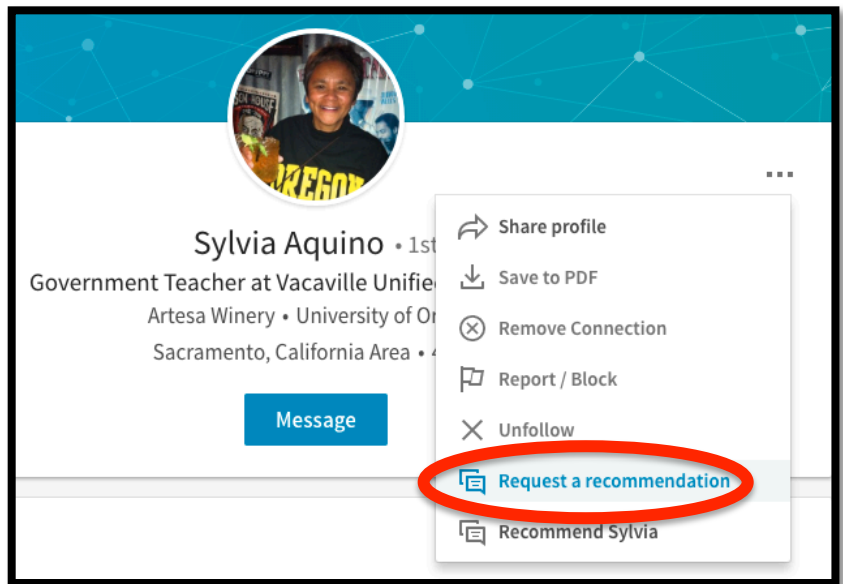 OREGON
Sylvia Aquino • 1st
Government Teacher at Vacaville Unifie
Artesa Winery • University of Or
Sacramento, California Area •
Message
Share profile
Save to PDF
Remove Connection
Report / Block
Unfollow
Request a recommendation
Recommend Sylvia